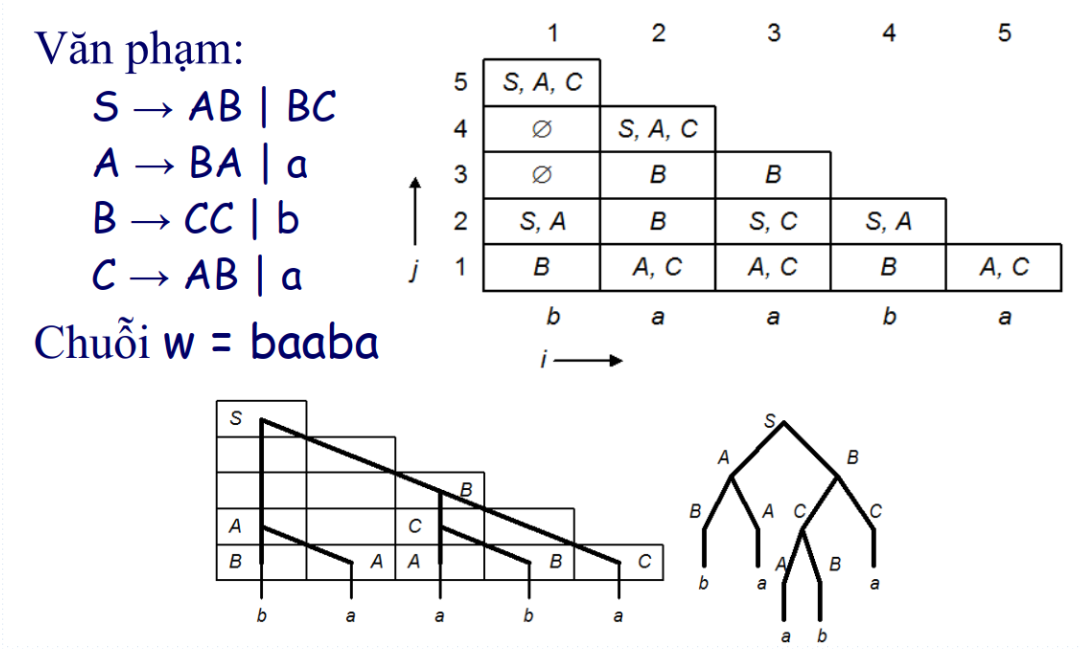 Văn phạm:
S → AB | BC
A → BA | a
B → CC | b
C → AB | a
Chuỗi w = baaba
1 2 3 4 5
5 S, A, C
4 ∅ S, A, C
3 ∅ B B
2 S, A B S, C S, A
j 1 B A, C A, C B A, C
b a a b a
i
S
B
A C
B A A B C
b a a b a
S
A B
B A C C
b a A B a
a b